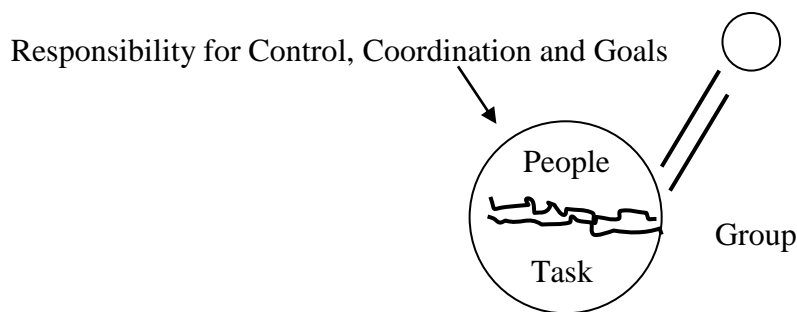 Responsibility for Control, Coordination and Goals
People
Group
Task